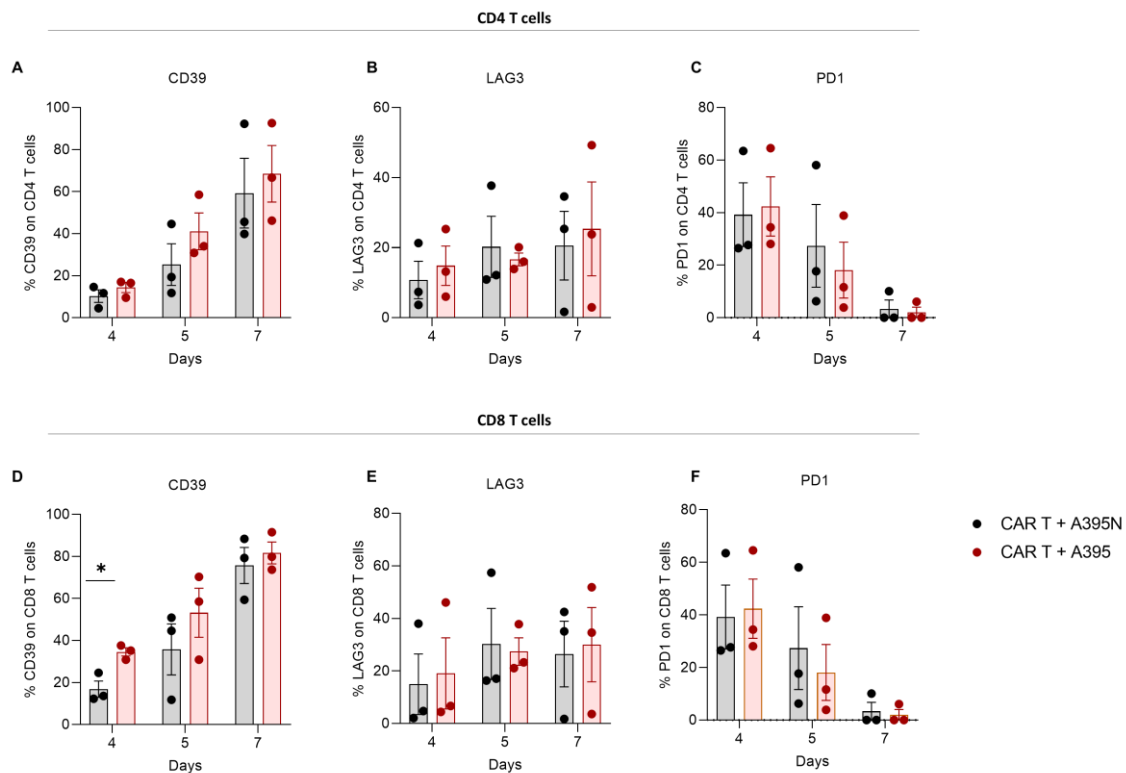 CD4 T cells
A
CD39
% CD39 on CD4 T cells
100
80
60
40
20
0
4 5 7
Days
B
LAG3
% LAG3 on CD4 T cells
60
40
20
0
4 5 7
Days
C
PD1
% PD1 on CD4 T cells
80
60
40
20
0
4 5 7
Days
CD8 T cells
D
CD39
% CD39 on CD8 T cells
100
80
60
40
20
0
*
4 5 7
Days
E
LAG3
% LAG3 on CD8 T cells
80
60
40
20
0
4 5 7
Days
F
PD1
% PD1 on CD8 T cells
80
60
40
20
0
4 5 7
Days
CAR T + A395N
CAR T + A395